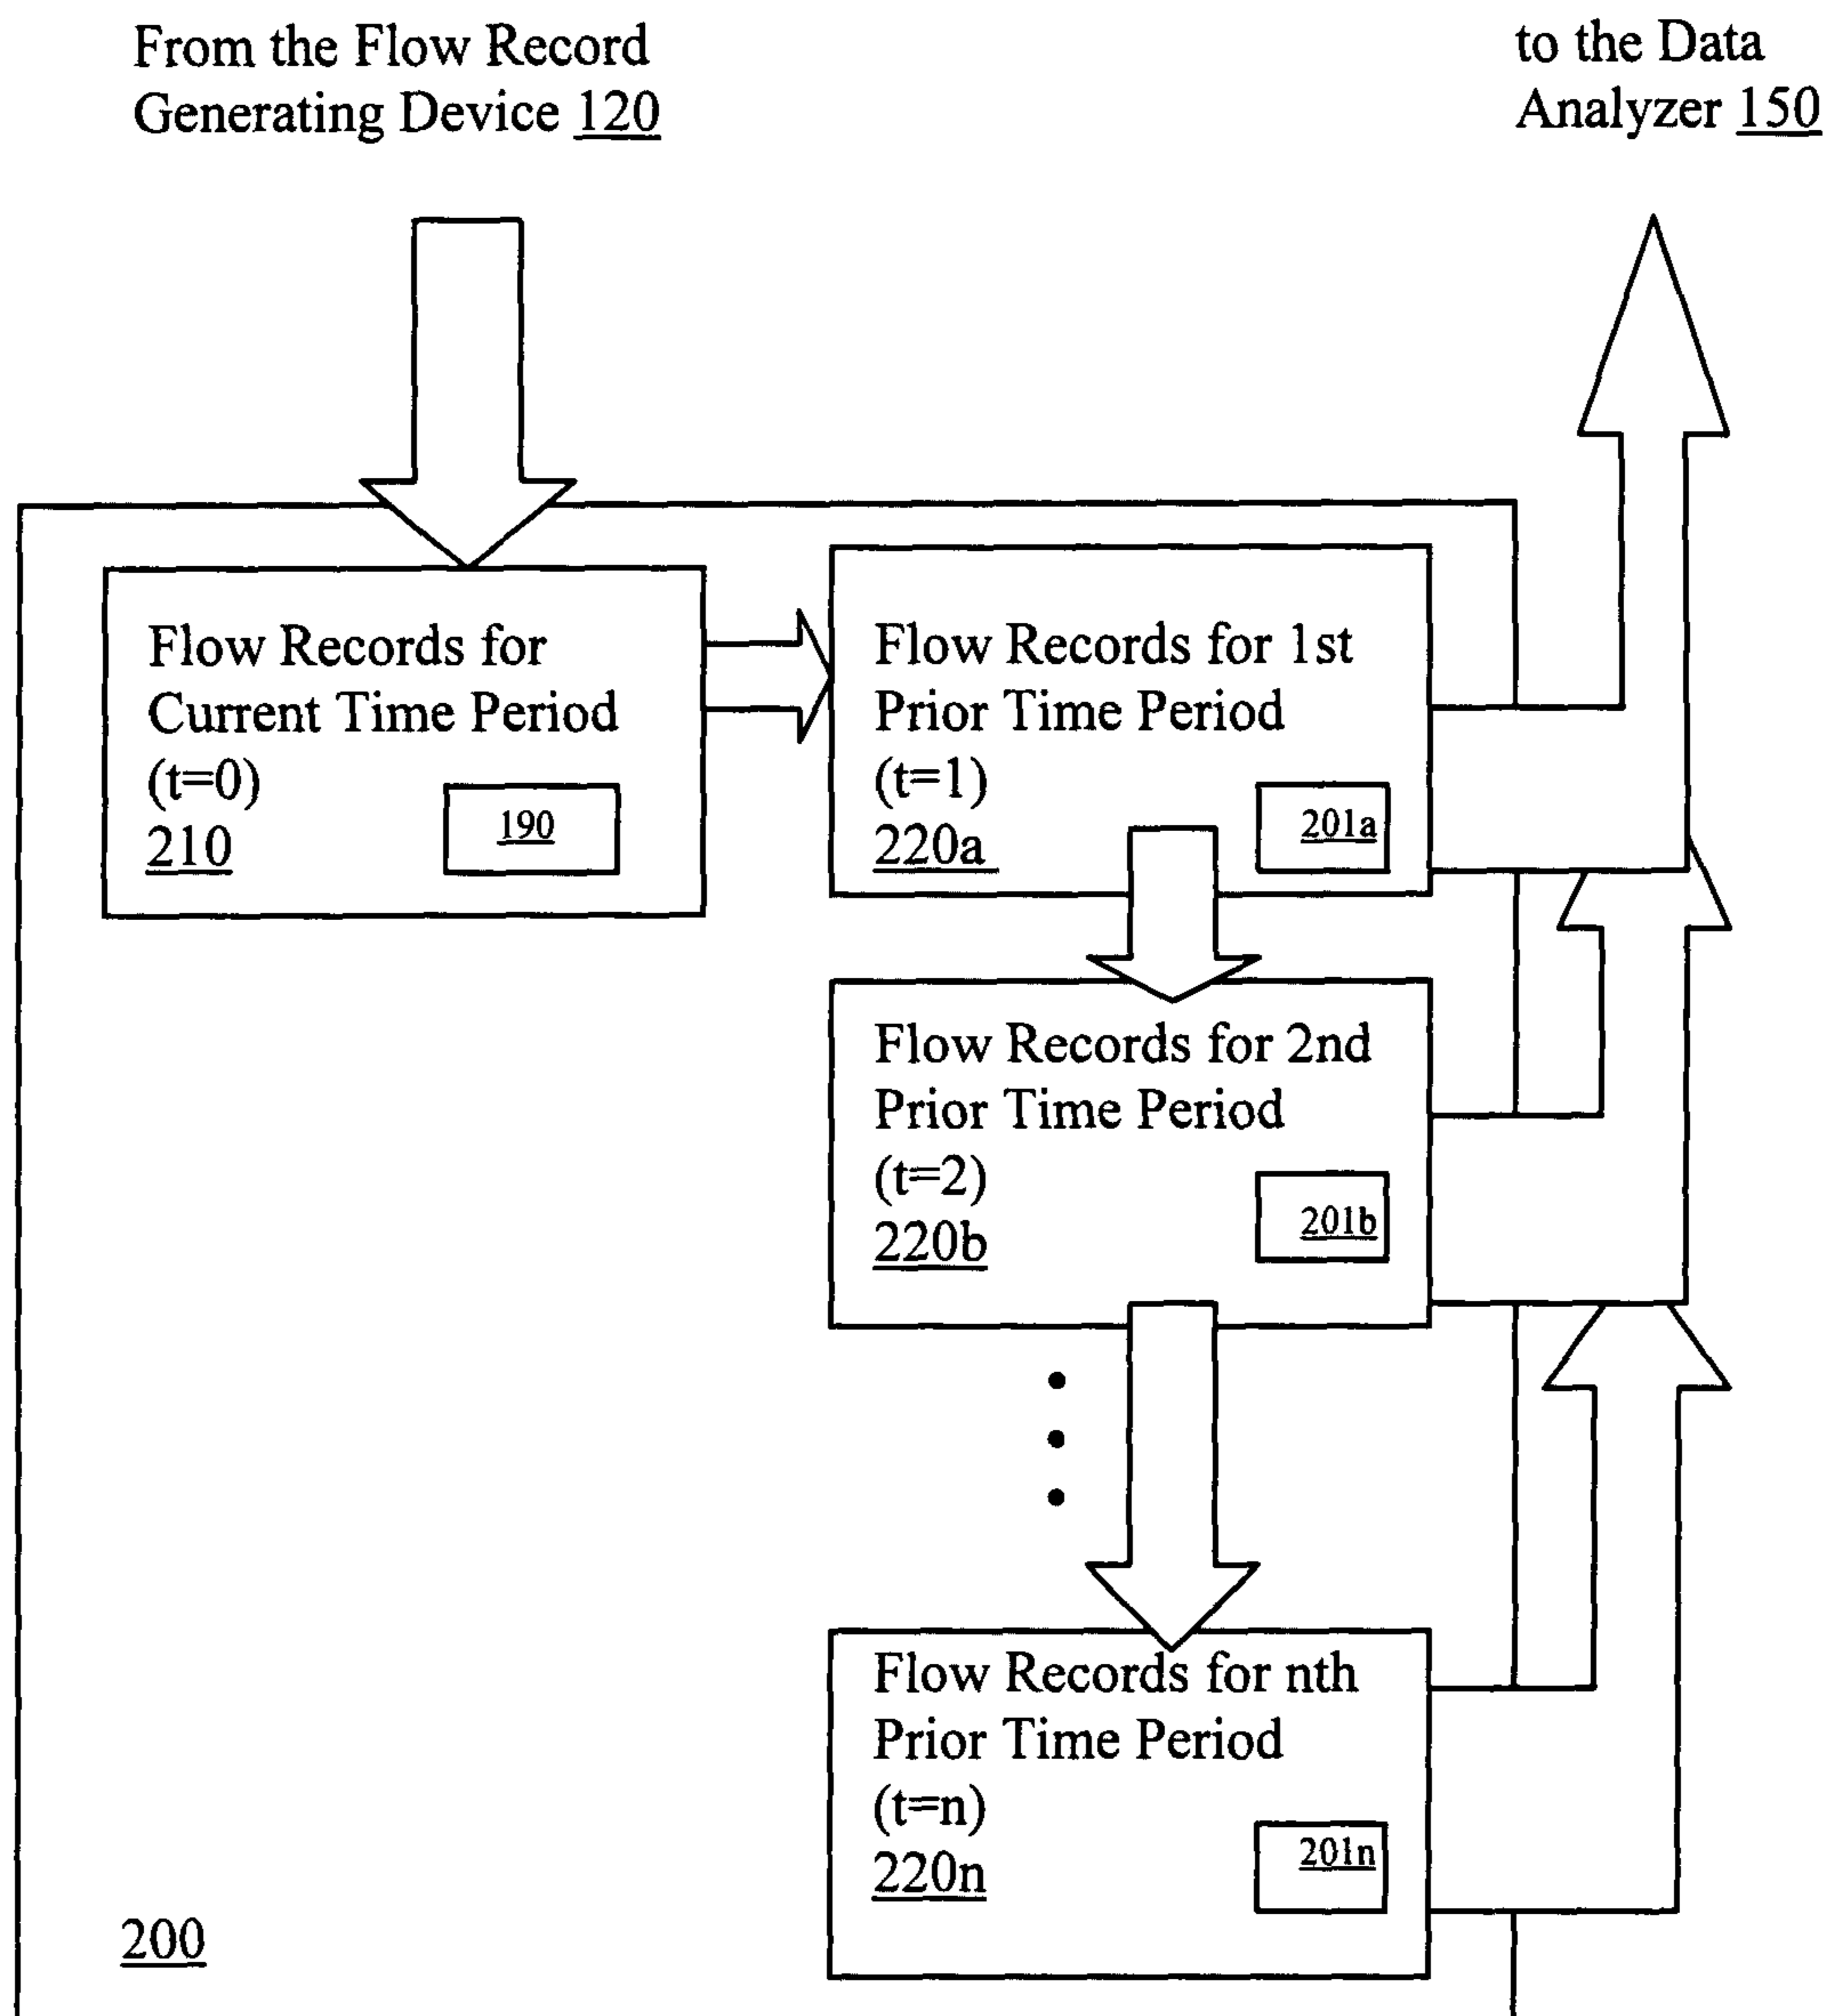 From the Flow Record
Generating Device 120
to the Data
Analyzer 150
Flow Records for
Current Time Period
(t=0)
210
190
Flow Records for 1st
Prior Time Period
(t=1)
220a
201a
Flow Records for 2nd
Prior Time Period
(t=2)
220b
201b
Flow Records for nth
Prior Time Period
(t=n)
220n
201n
200